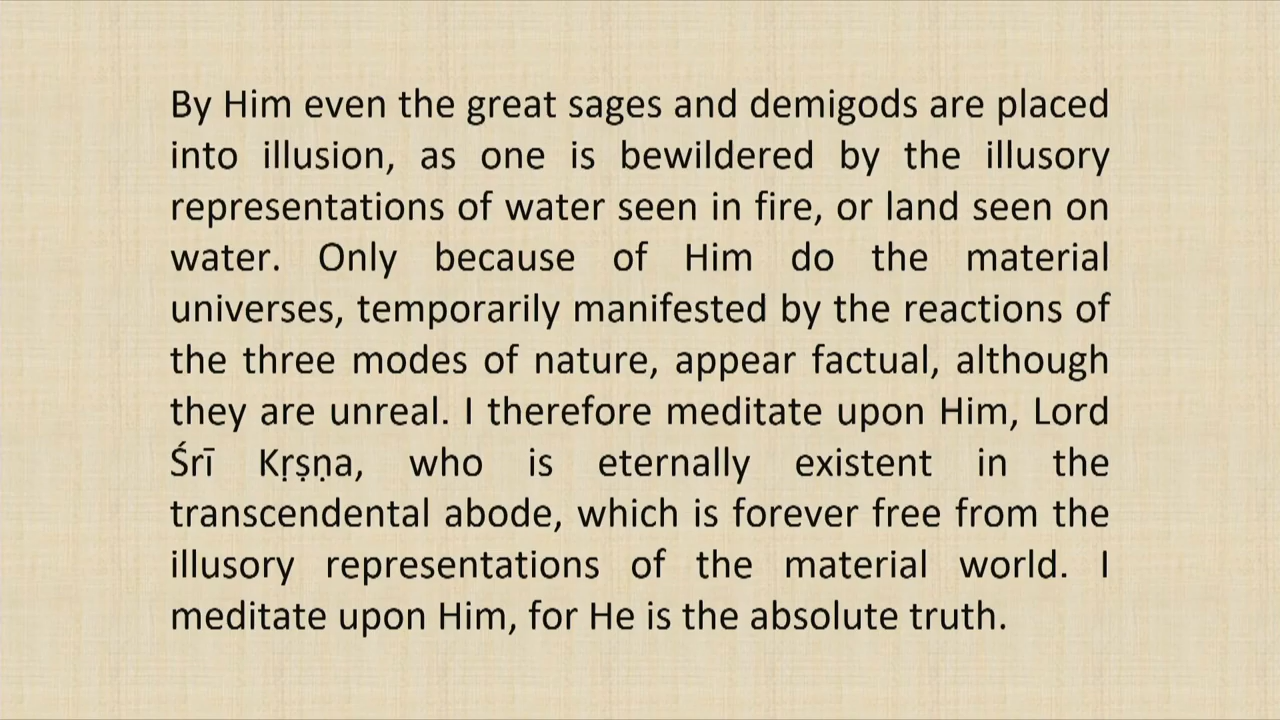 By Him even the great sages and demigods are placed
into illusion, as one is bewildered by the illusory
representations of water seen in fire, or land seen on
water. Only because of Him do the material
universes, temporarily manifested by the reactions of
the three modes of nature, appear factual, although
they are unreal. I therefore meditate upon Him, Lord
Śrī Kṛṣṇa, who is eternally existent in the
transcendental abode, which is forever free from the
illusory representations of the material world. I
meditate upon Him, for He is the absolute truth.